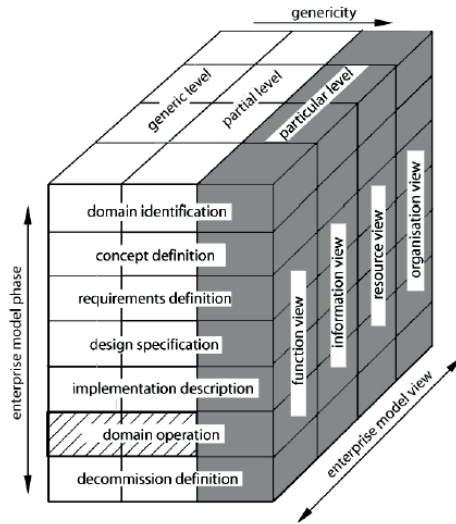 genericity
generic level
partial level
particular level
domain identification
concept definition
requirements definition
design specification
implementation description
domain operation
decommission definition
enterprise model phase
function view
information view
resource view
organisation view
enterprise model view